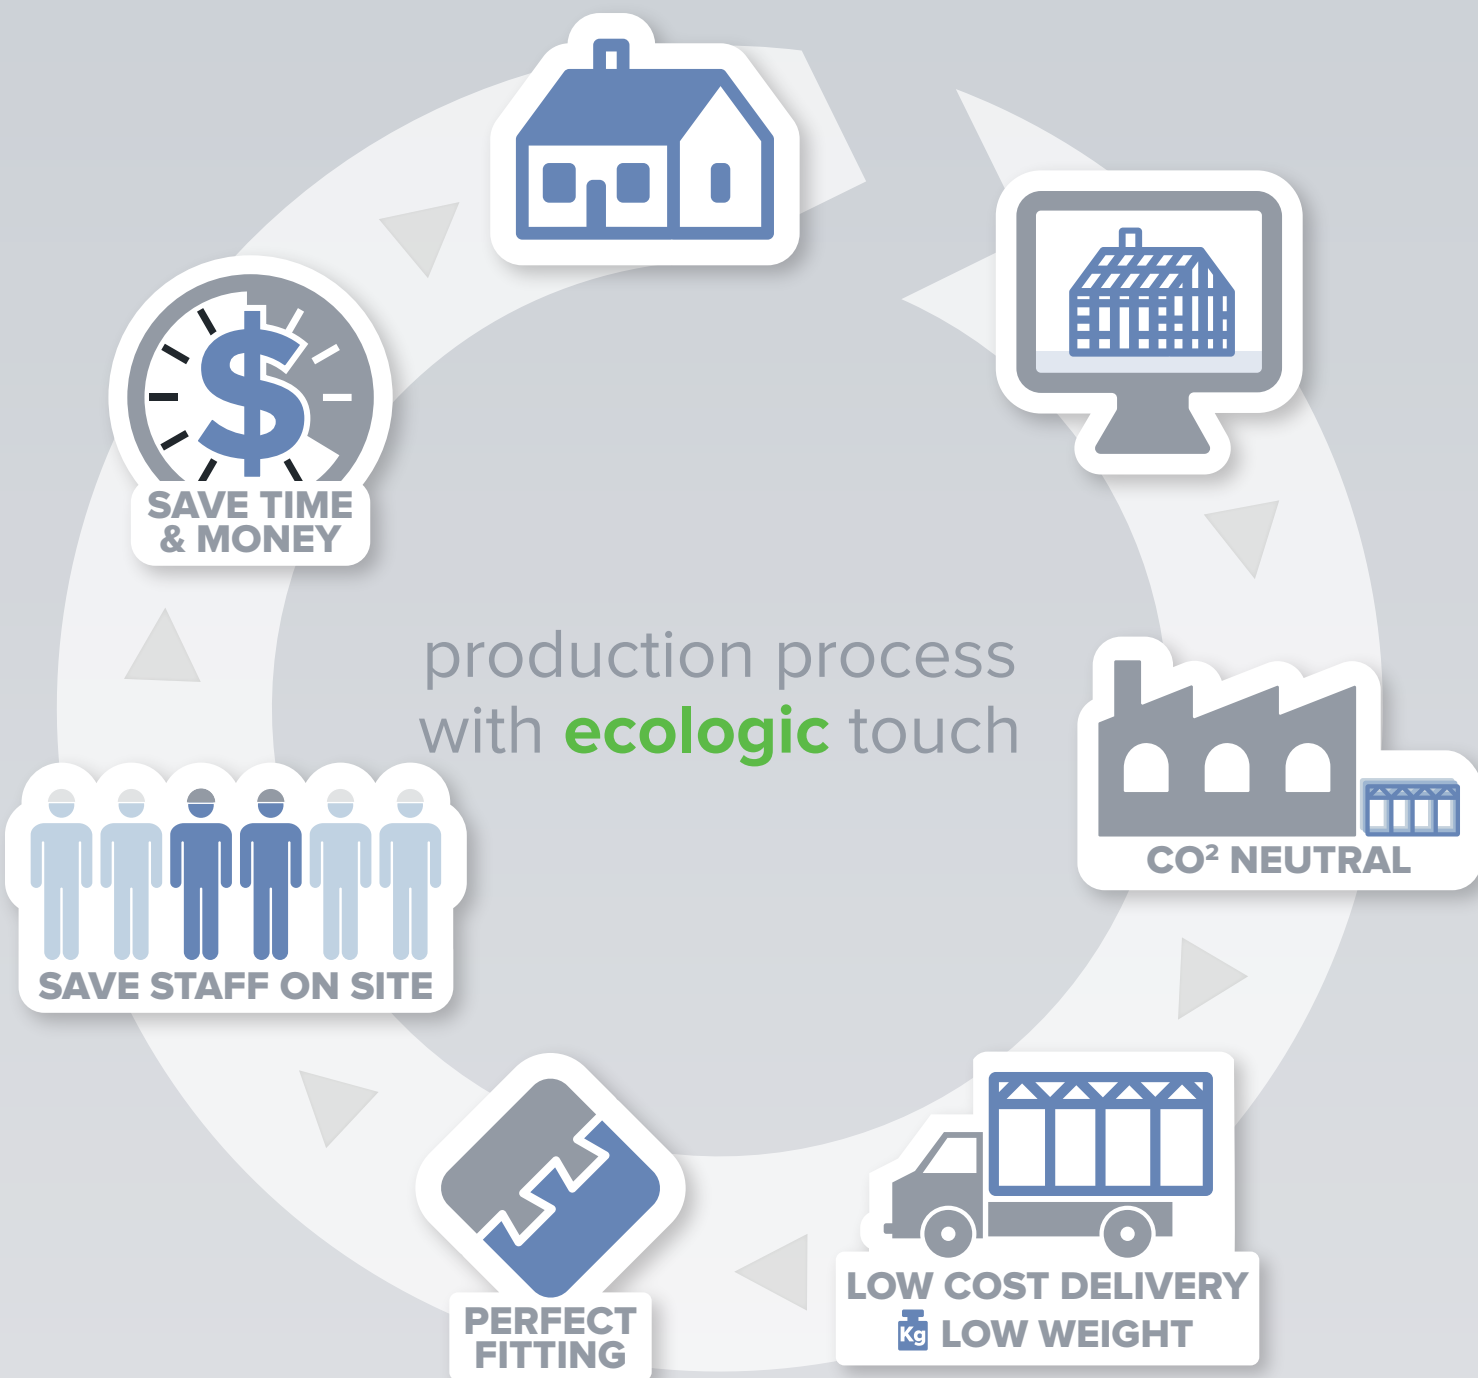 production process
with ecologic touch
CO² NEUTRAL
LOW COST DELIVERY
Kg LOW WEIGHT
PERFECT
FITTING
SAVE STAFF ON SITE
SAVE TIME
& MONEY
$